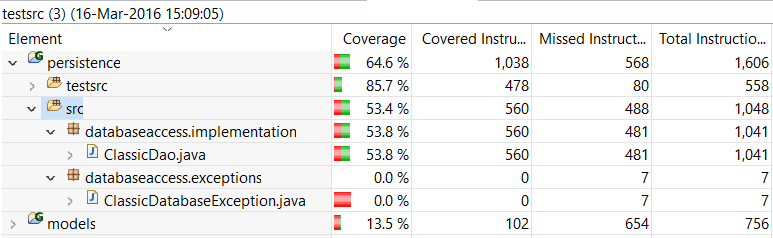 testsrc (3) (16-Mar-2016 15:09:05)
Element Coverage Covered Instru... Missed Instruct... Total Instructio...
persistence 64.6 % 1,038 568 1,606
testsrc 85.7 % 478 80 558
src 53.4 % 560 488 1,048
databaseaccess.implementation 53.8 % 560 481 1,041
ClassicDao.java 53.8 % 560 481 1,041
databaseaccess.exceptions 0.0 % 0 7 7
ClassicDatabaseException.java 0.0 % 0 7 7
models 13.5 % 102 654 756